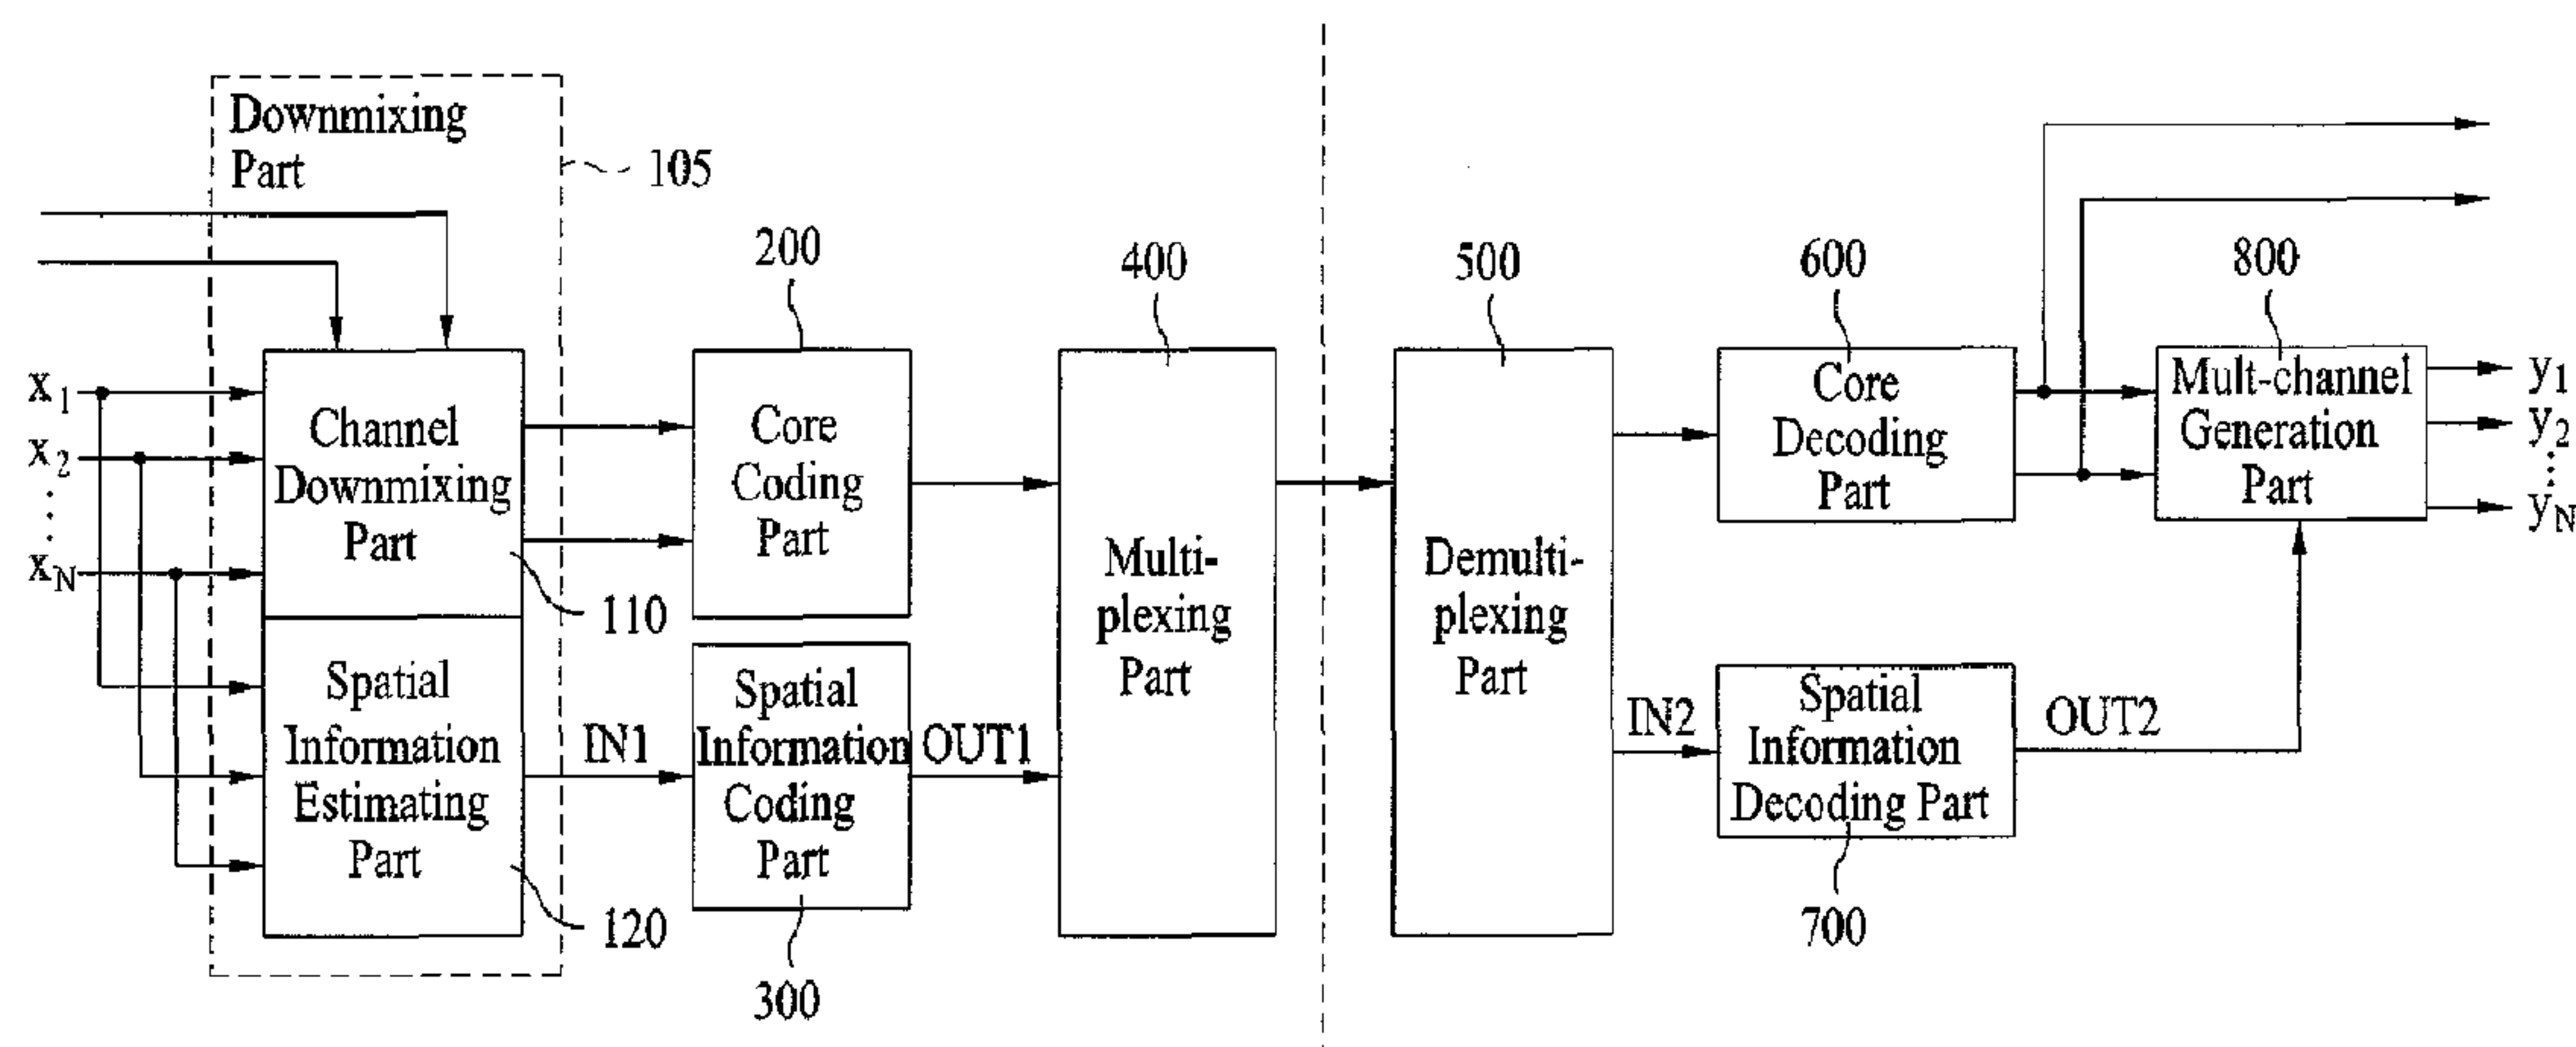 Downmixing
Part
105
x1
x2
xN
Channel
Downmixing
Part
110
Spatial
Information
Estimating
Part
120
200
Core
Coding
Part
IN1
Spatial
Information
Coding
Part
300
OUT1
400
Multi-
plexing
Part
500
Demulti-
plexing
Part
600
Core
Decoding
Part
IN2
Spatial
Information
Decoding Part
700
OUT2
800
Mult-channel
Generation
Part
y1
y2
yN